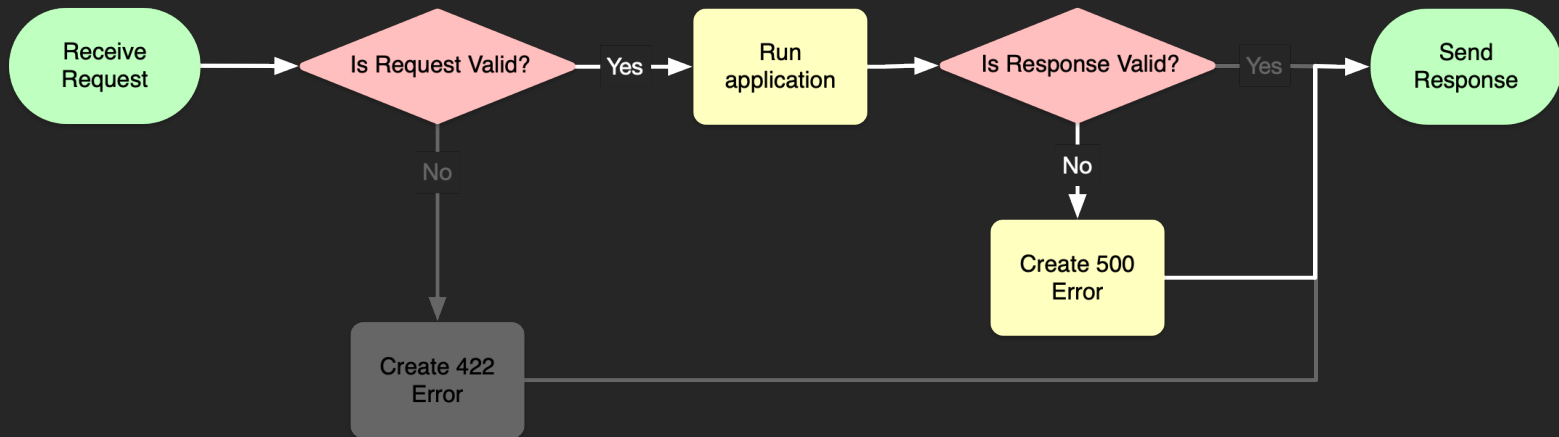 Receive
Request
Is Request Valid?
Yes
Run
application
Is Response Valid?
Yes
Send
Response
No
No
Create 500
Error
Create 422
Error